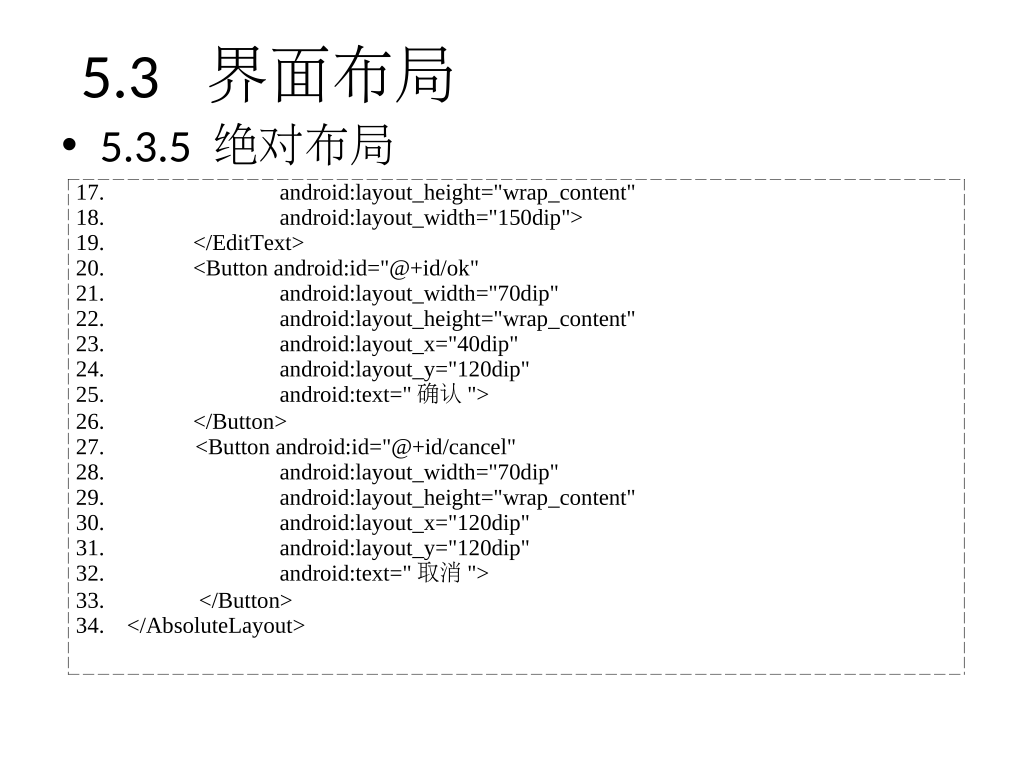 5.3 界面布局
• 5.3.5 绝对布局
17. android:layout_height="wrap_content"
18. android:layout_width="150dip">
19. </EditText>
20. <Button android:id="@+id/ok"
21. android:layout_width="70dip"
22. android:layout_height="wrap_content"
23. android:layout_x="40dip"
24. android:layout_y="120dip"
25. android:text=" 确认 ">
26. </Button>
27. <Button android:id="@+id/cancel"
28. android:layout_width="70dip"
29. android:layout_height="wrap_content"
30. android:layout_x="120dip"
31. android:layout_y="120dip"
32. android:text=" 取消 ">
33. </Button>
34. </AbsoluteLayout>